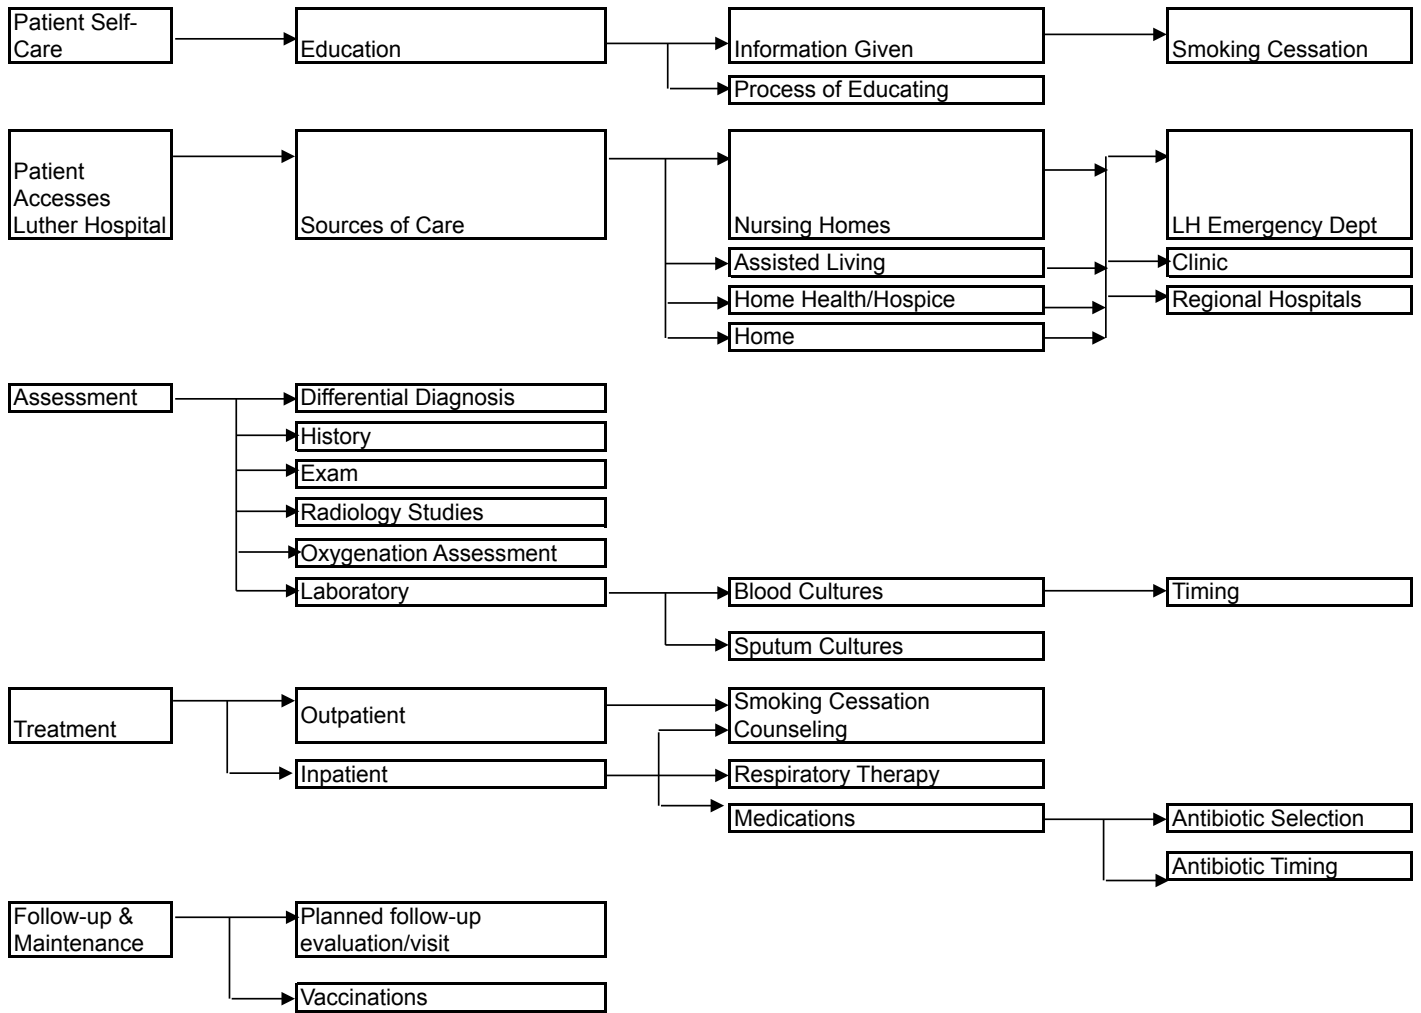 Patient Self-
Care
Education
Information Given
Smoking Cessation
Process of Educating
Patient
Accesses
Luther Hospital
Sources of Care
Nursing Homes
LH Emergency Dept
Assisted Living
Clinic
Home Health/Hospice
Regional Hospitals
Home
Assessment
Differential Diagnosis
History
Exam
Radiology Studies
Oxygenation Assessment
Laboratory
Blood Cultures
Timing
Sputum Cultures
Treatment
Outpatient
Smoking Cessation
Counseling
Inpatient
Respiratory Therapy
Medications
Antibiotic Selection
Antibiotic Timing
Follow-up &
Maintenance
Planned follow-up
evaluation/visit
Vaccinations